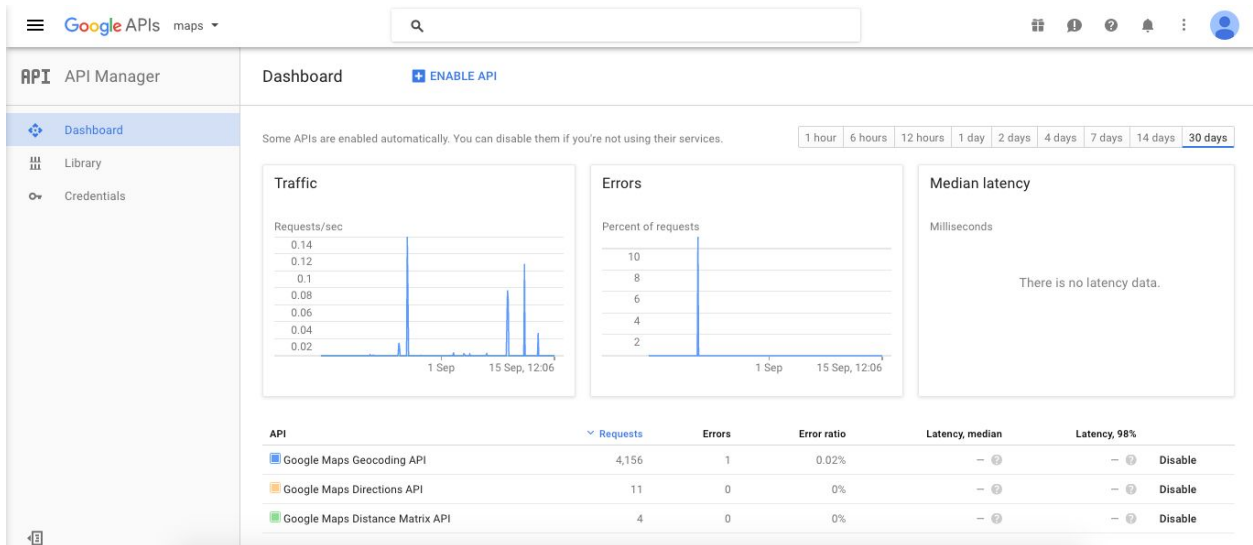 Google APIs maps
API API Manager
Dashboard ENABLE API
Dashboard
Library
Credentials
Some APIs are enabled automatically. You can disable them if you're not using their services.
1 hour 6 hours 12 hours 1 day 2 days 4 days 7 days 14 days 30 days
Traffic
Requests/sec
0.14
0.12
0.1
0.08
0.06
0.04
0.02
1 Sep 15 Sep, 12:06
Errors
Percent of requests
10
8
6
4
2
1 Sep 15 Sep, 12:06
Median latency
Milliseconds
There is no latency data.
API Requests Errors Error ratio Latency, median Latency, 98%
Google Maps Geocoding API 4,156 1 0.02% – – Disable
Google Maps Directions API 11 0 0% – – Disable
Google Maps Distance Matrix API 4 0 0% – – Disable